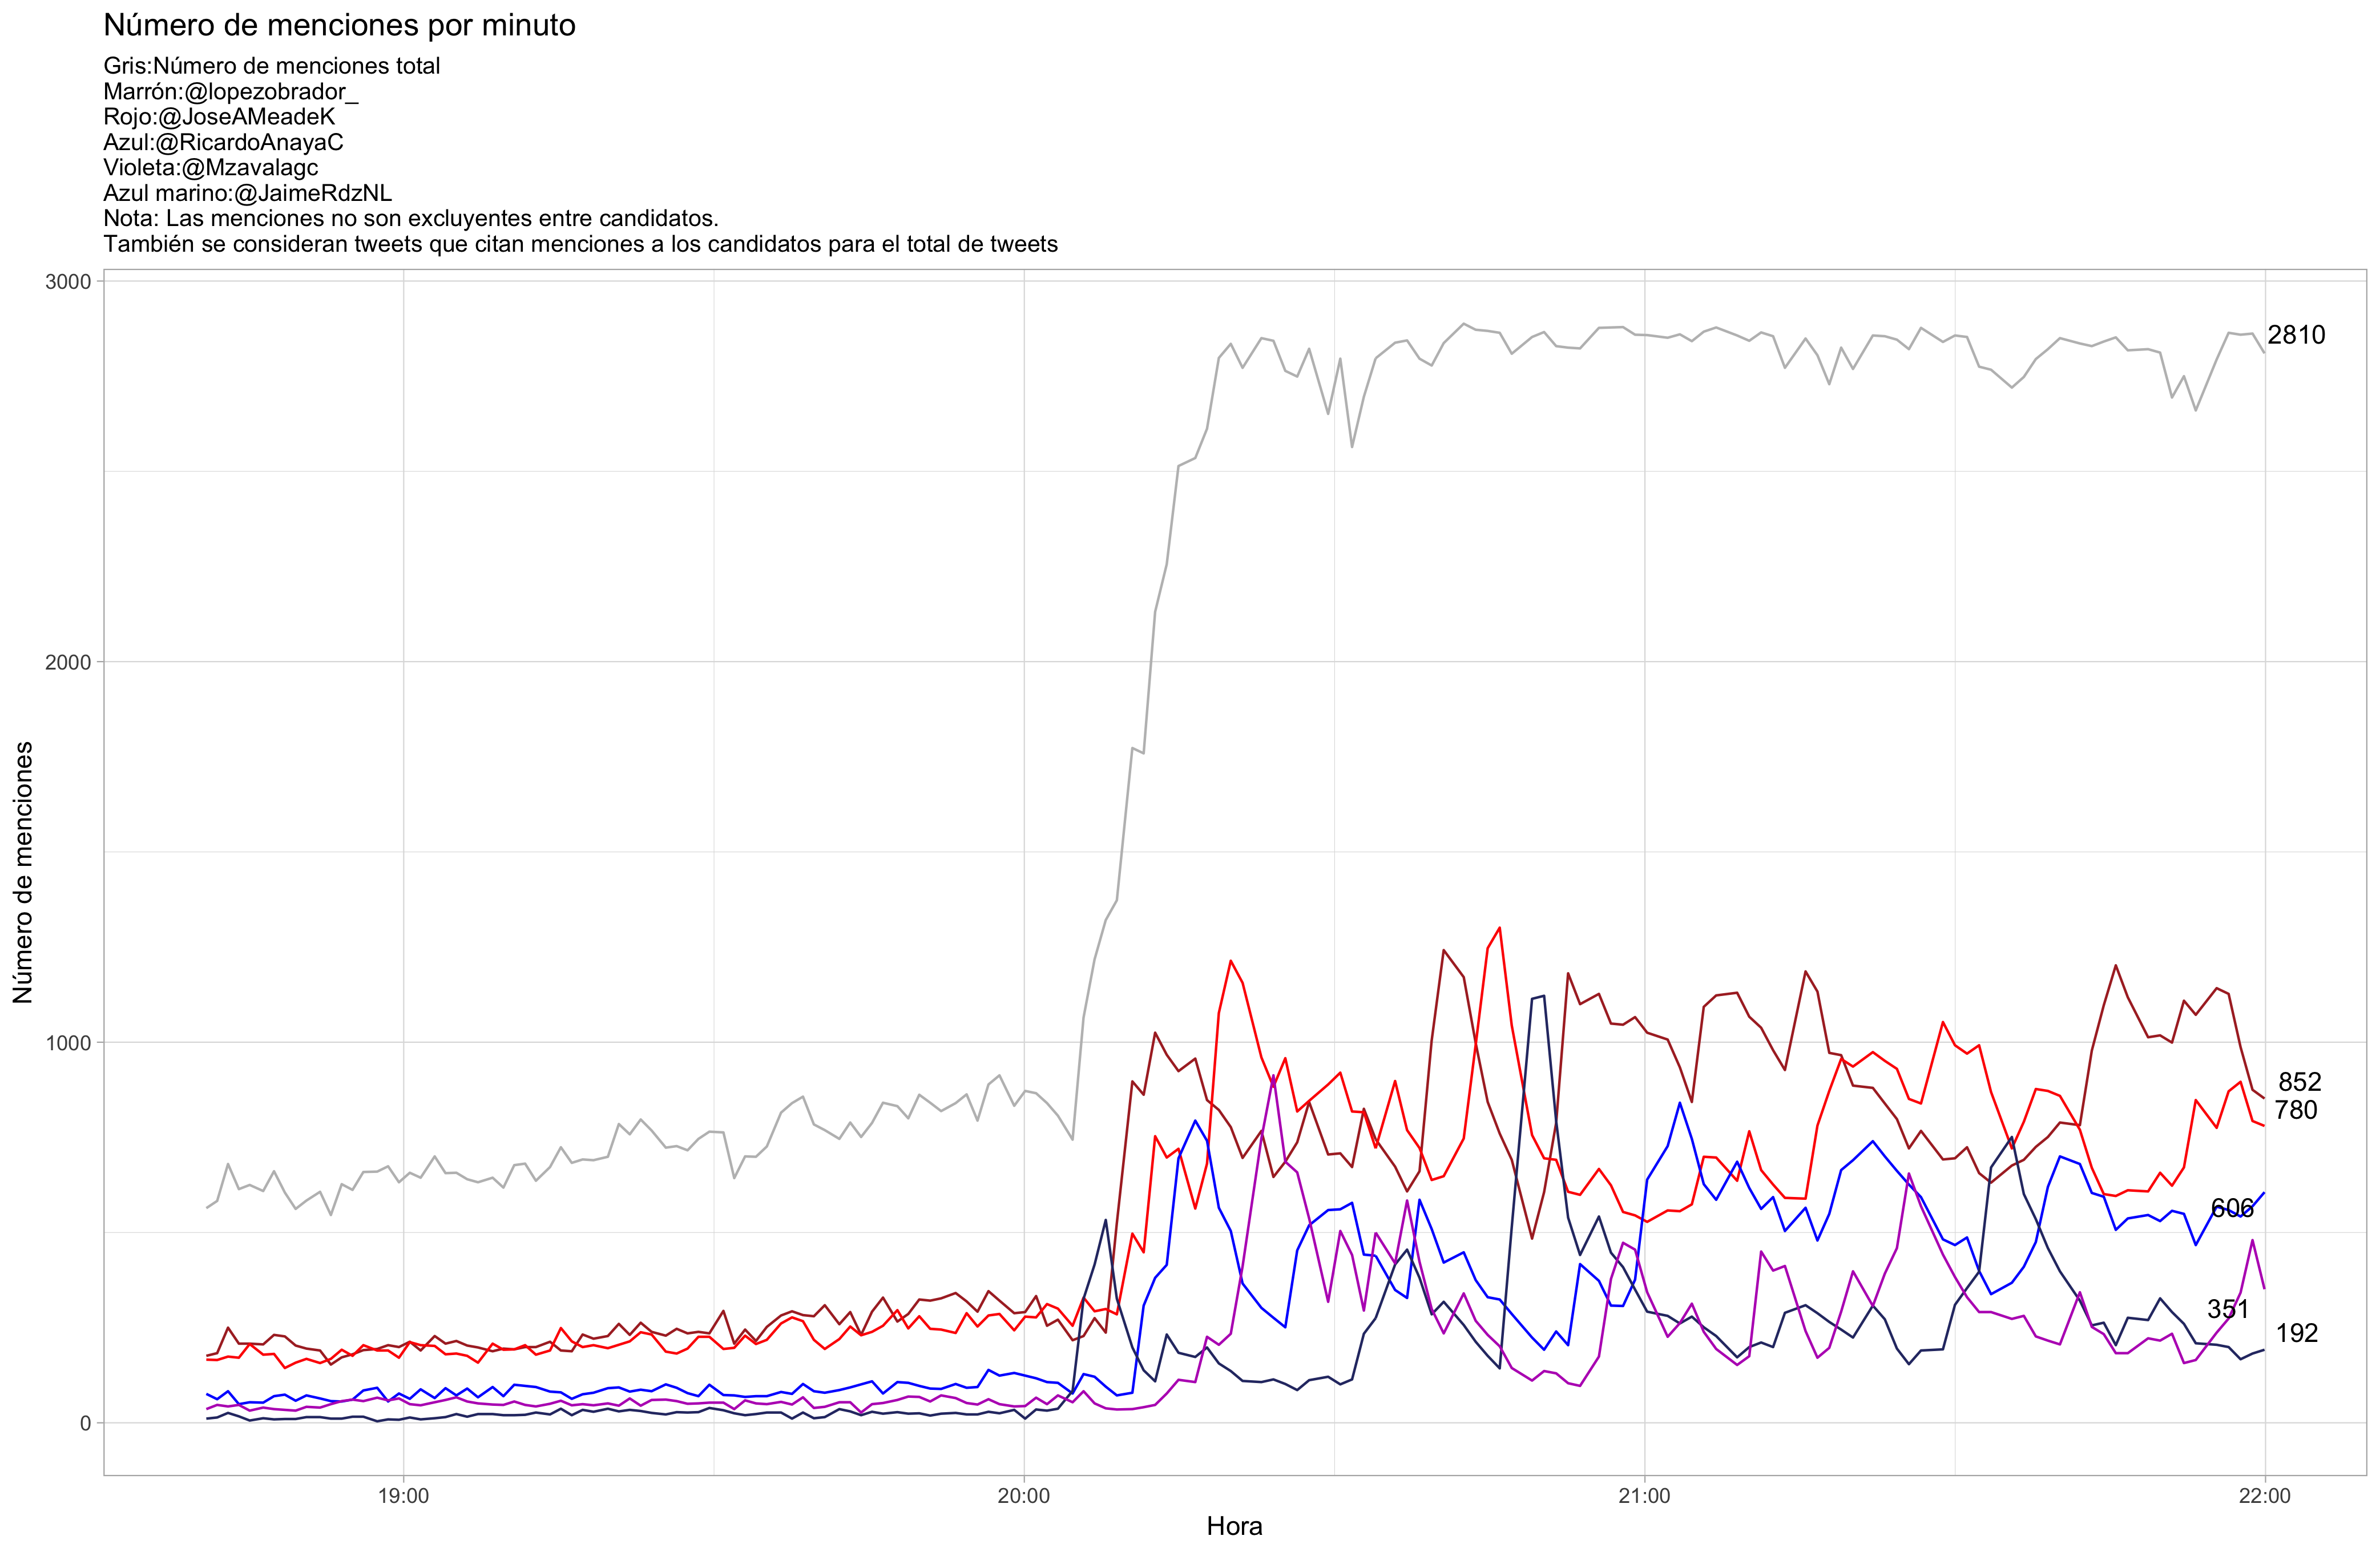 Número de menciones por minuto
Gris:Número de menciones total
Marrón:@lopezobrador_
Rojo:@JoseAMeadeK
Azul:@RicardoAnayaC
Violeta:@Mzavalagc
Azul marino:@JaimeRdzNL
Nota: Las menciones no son excluyentes entre candidatos.
También se consideran tweets que citan menciones a los candidatos para el total de tweets
3000
2000
1000
0
Número de menciones
2810
852
780
606
351
192
19:00
20:00
21:00
22:00
Hora